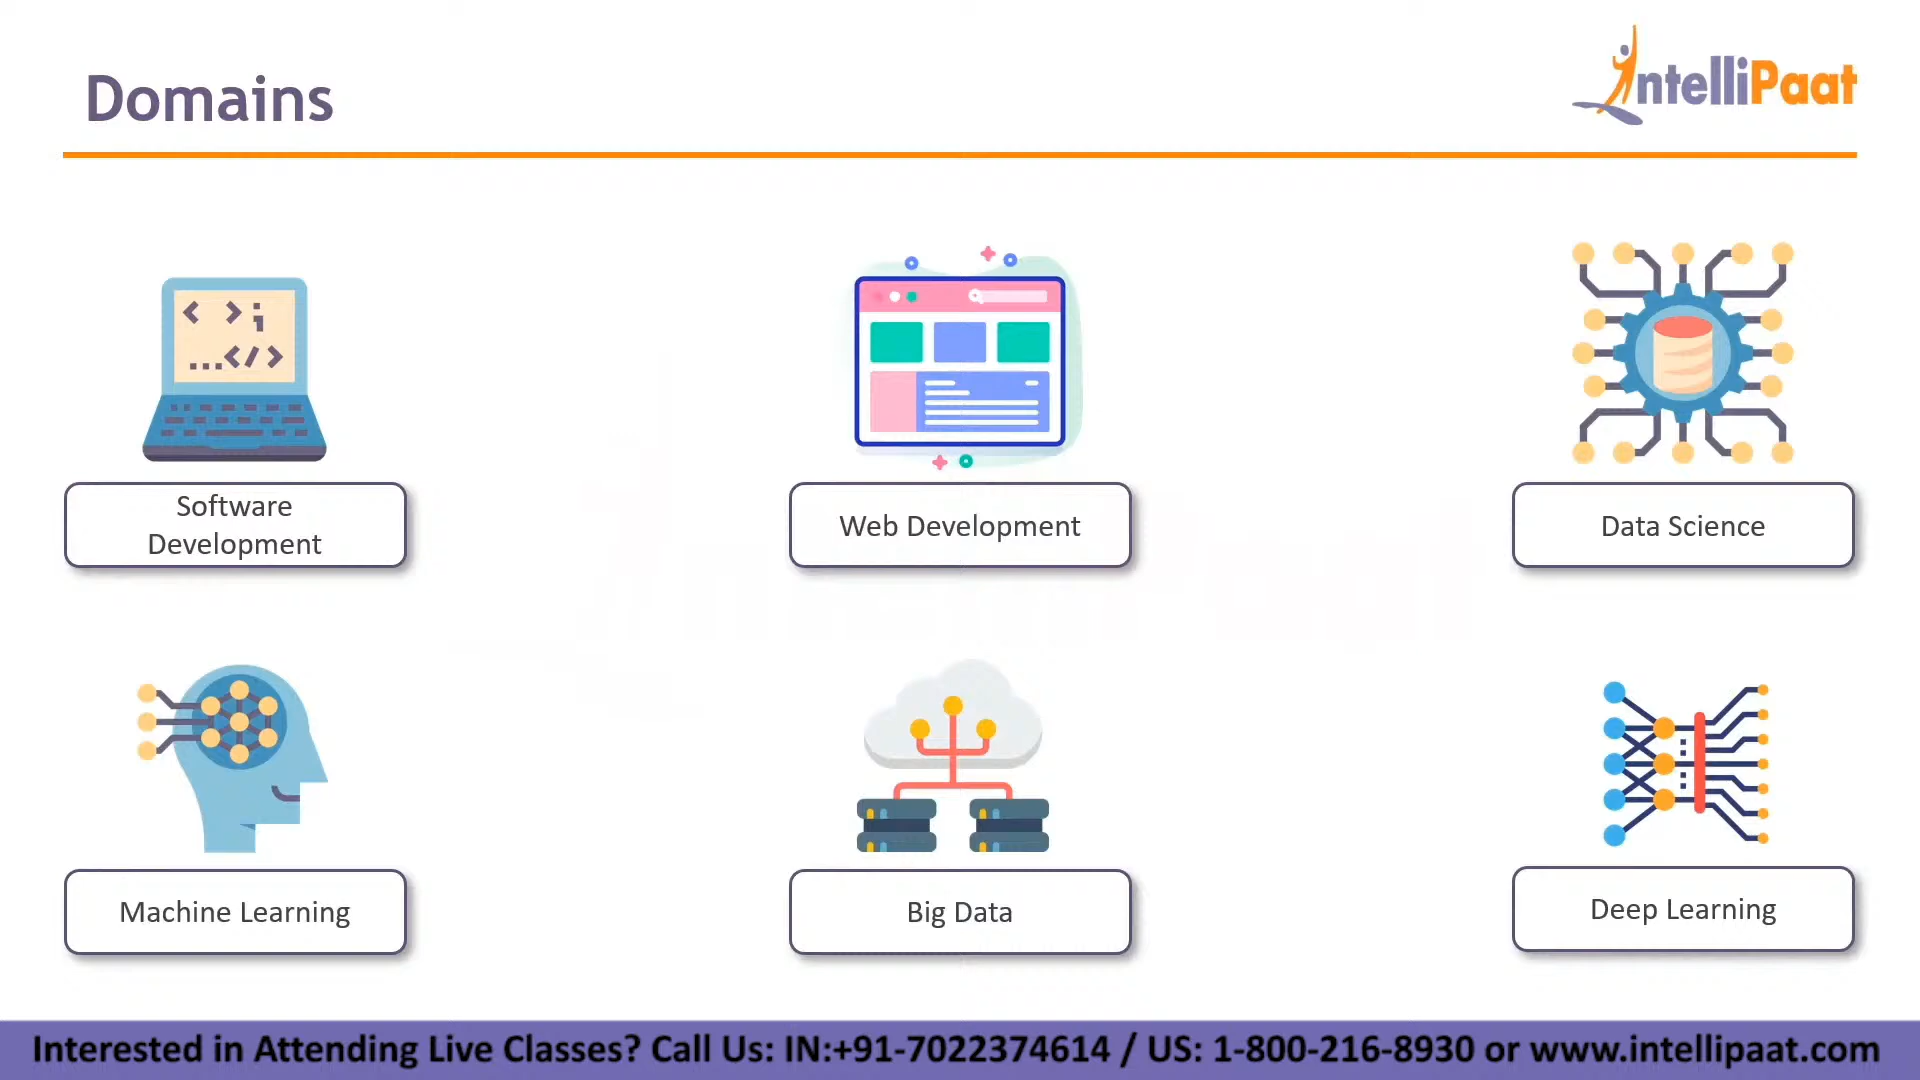 Domains
IntelliPaat
< > ;
...</>
Software
Development
Web Development
Data Science
Machine Learning
Big Data
Deep Learning
Interested in Attending Live Classes? Call Us: IN:+91-7022374614 / US: 1-800-216-8930 or www.intellipaat.com